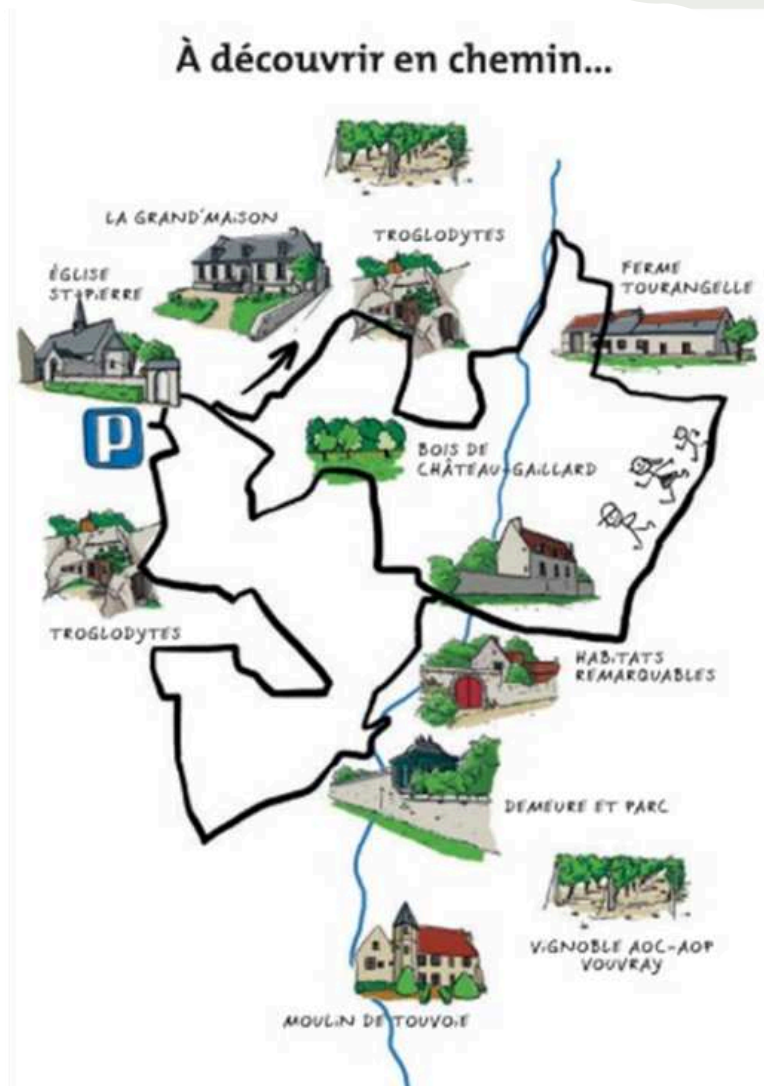 À découvrir en chemin...
LA GRAND'MAISON
TROGLODYTES
ÉGLISE
ST-PIERRE
FERME
TOURANGELLE
P
BOIS DE
CHÂTEAU-GAILLARD
TROGLODYTES
HABITATS
REMARQUABLES
DEMEURE ET PARC
VIGNOBLE AOC-AOP
VOUVRAY
MOULIN DE TOUVOIE